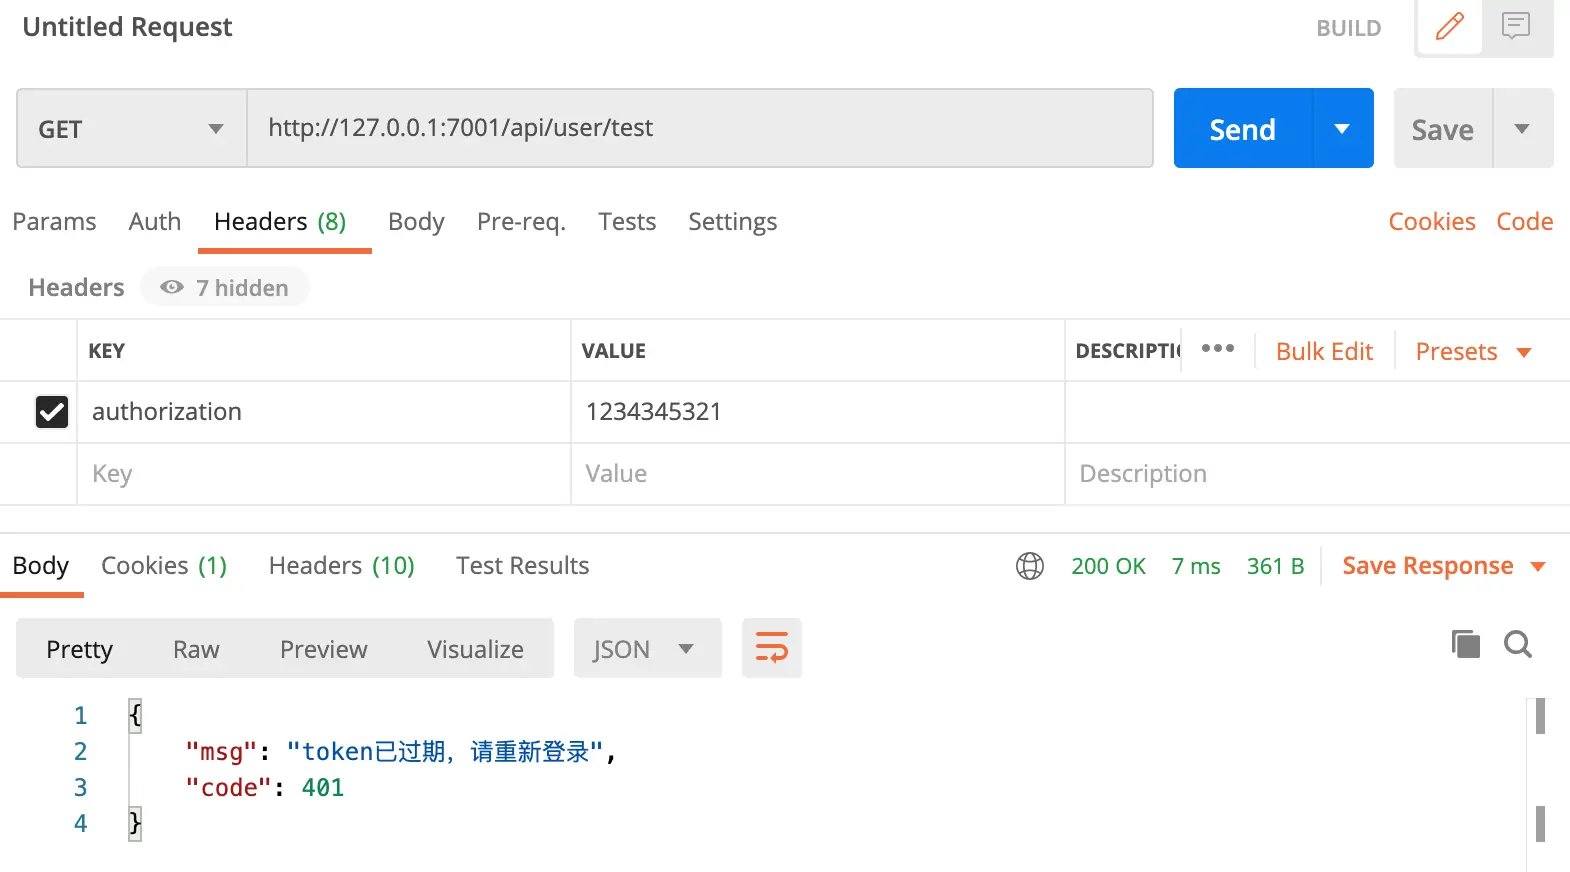 Untitled Request
BUILD
GET http://127.0.0.1:7001/api/user/test Send Save
Params Auth Headers (8) Body Pre-req. Tests Settings Cookies Code
Headers 7 hidden
KEY VALUE DESCRIPTI ••• Bulk Edit Presets
authorization 1234345321
Key Value Description
Body Cookies (1) Headers (10) Test Results 200 OK 7 ms 361 B Save Response
Pretty Raw Preview Visualize JSON
1 {
2 "msg": "token已过期，请重新登录",
3 "code": 401
4 }